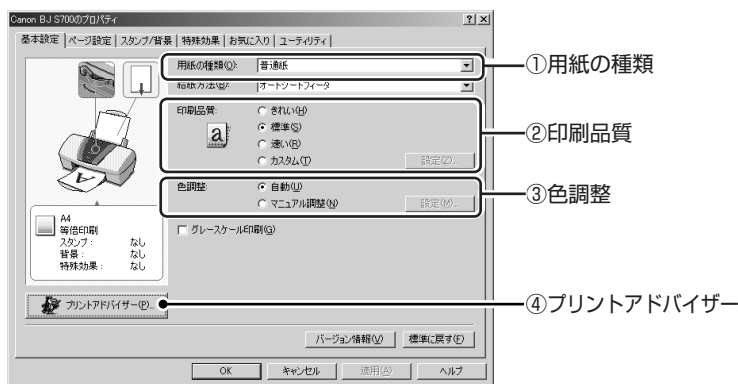 Canon BJ S700のプロパティ
基本設定 ページ設定 スタンプ/背景 特殊効果 お気に入り ユーティリティ
用紙の種類(Q): 普通紙
給紙方法(B): オートシートフィーダ
印刷品質:
きれい(H)
標準(S)
速い(R)
カスタム(T) 設定(Z)...
色調整:
自動(U)
マニュアル調整(N) 設定(M)...
グレースケール印刷(G)
A4
等倍印刷
スタンプ: なし
背景: なし
特殊効果: なし
プリントアドバイザー(P)...
バージョン情報(V) 標準に戻す(F)
OK キャンセル 適用(A) ヘルプ
①用紙の種類
②印刷品質
③色調整
④プリントアドバイザー